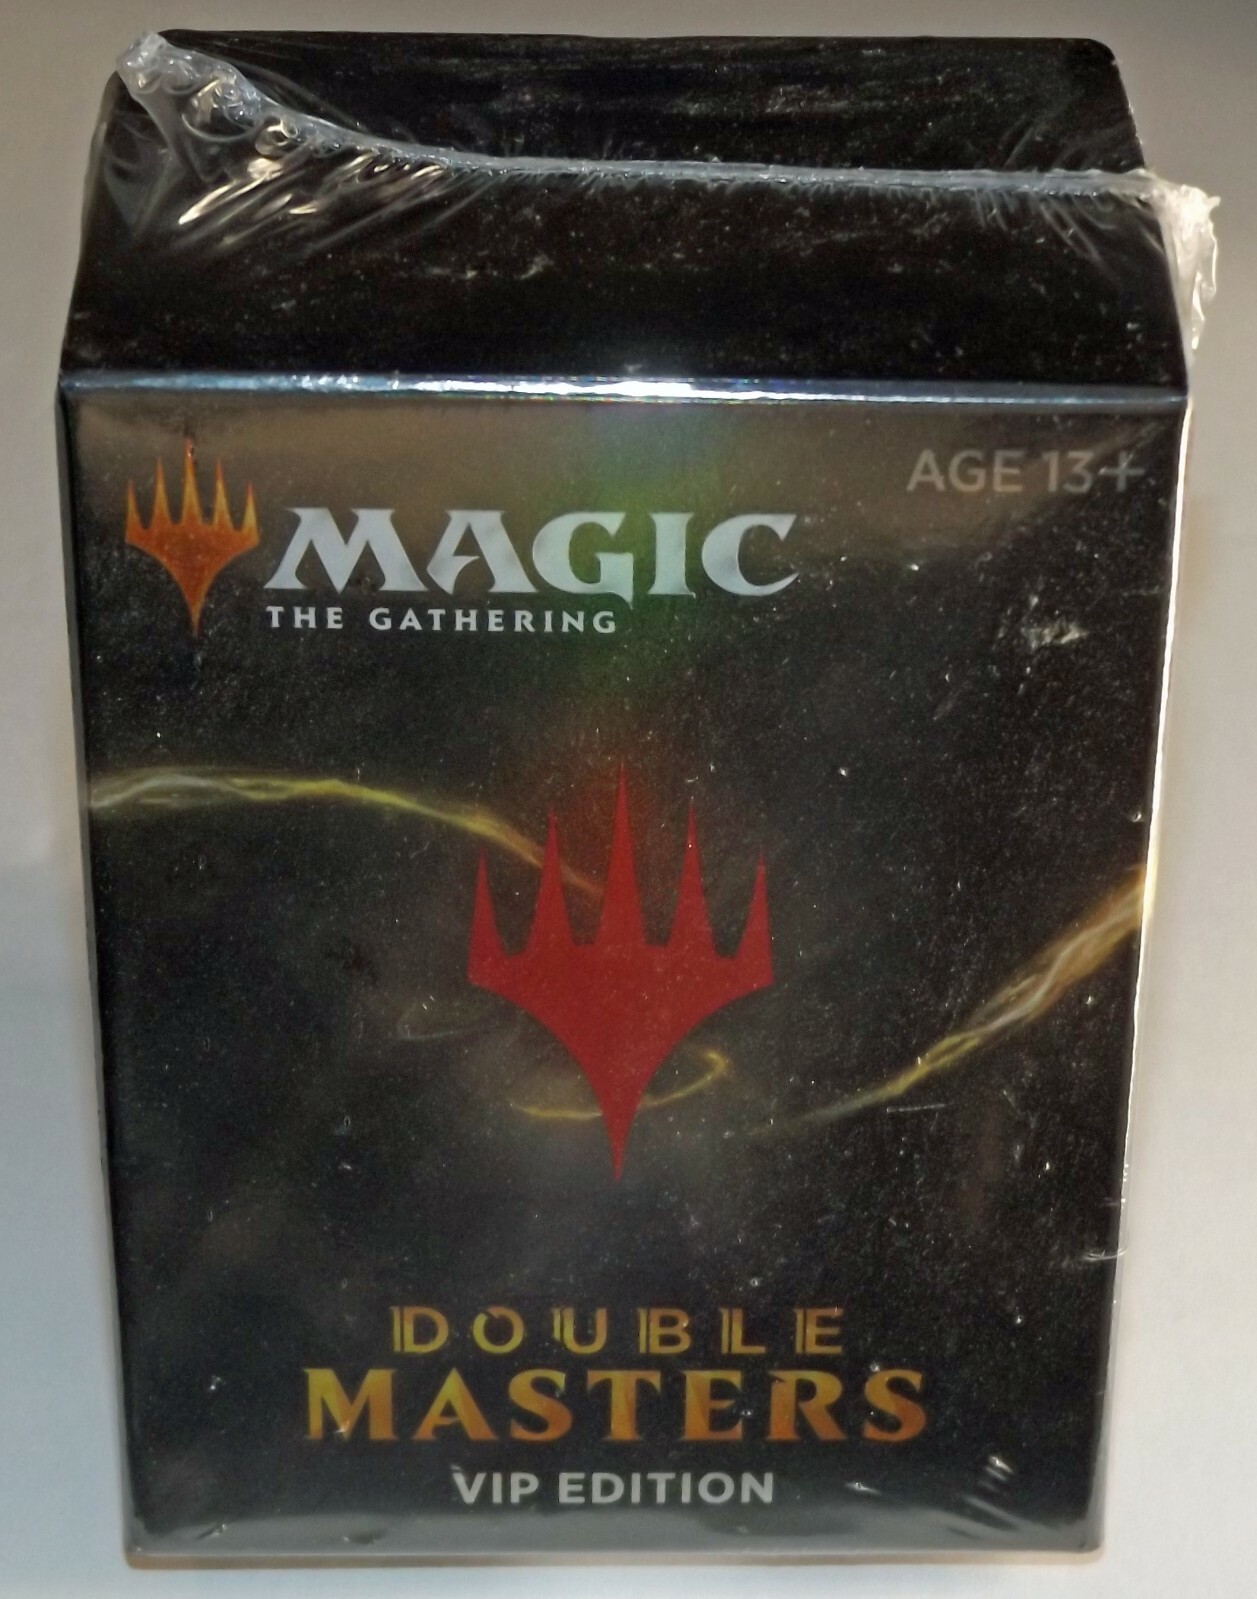 AGE 13+
MAGIC
THE GATHERING
DOUBLE
MASTERS
VIP EDITION